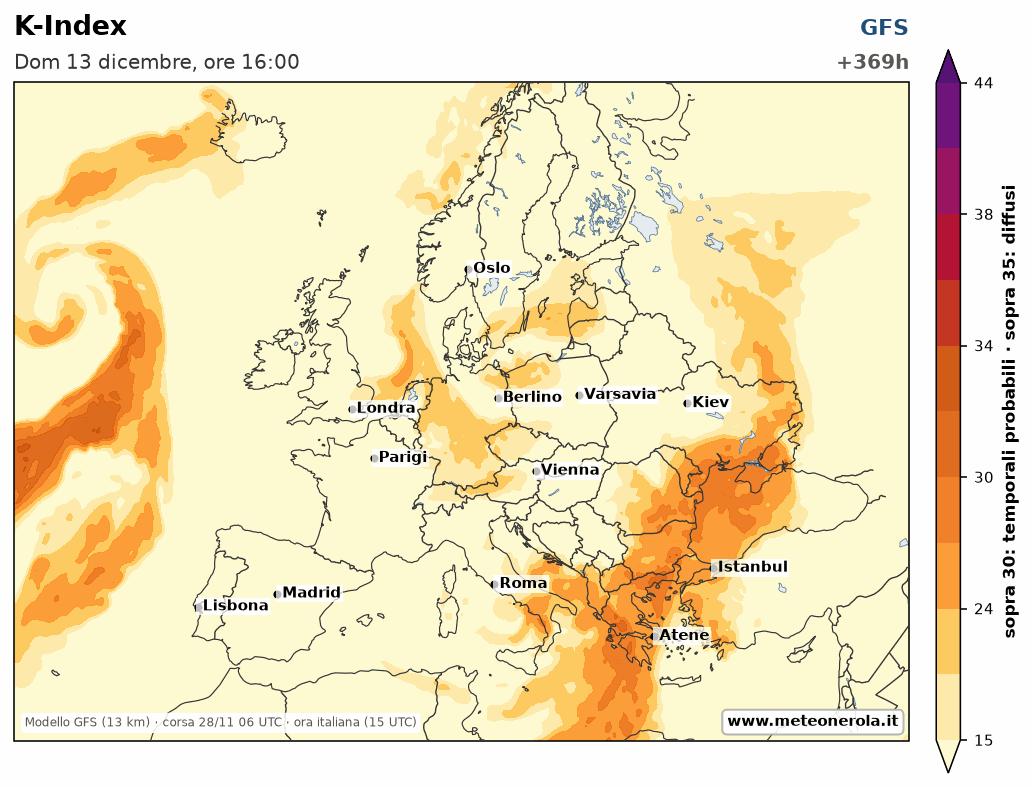 K-Index
GFS
Dom 13 dicembre, ore 16:00
+369h
44
38
34
30
24
15
sopra 30: temporali probabili · sopra 35: diffusi
Oslo
Londra
Berlino
Varsavia
Kiev
Parigi
Vienna
Istanbul
Roma
Madrid
Lisbona
Atene
Modello GFS (13 km) · corsa 28/11 06 UTC · ora italiana (15 UTC)
www.meteonerola.it